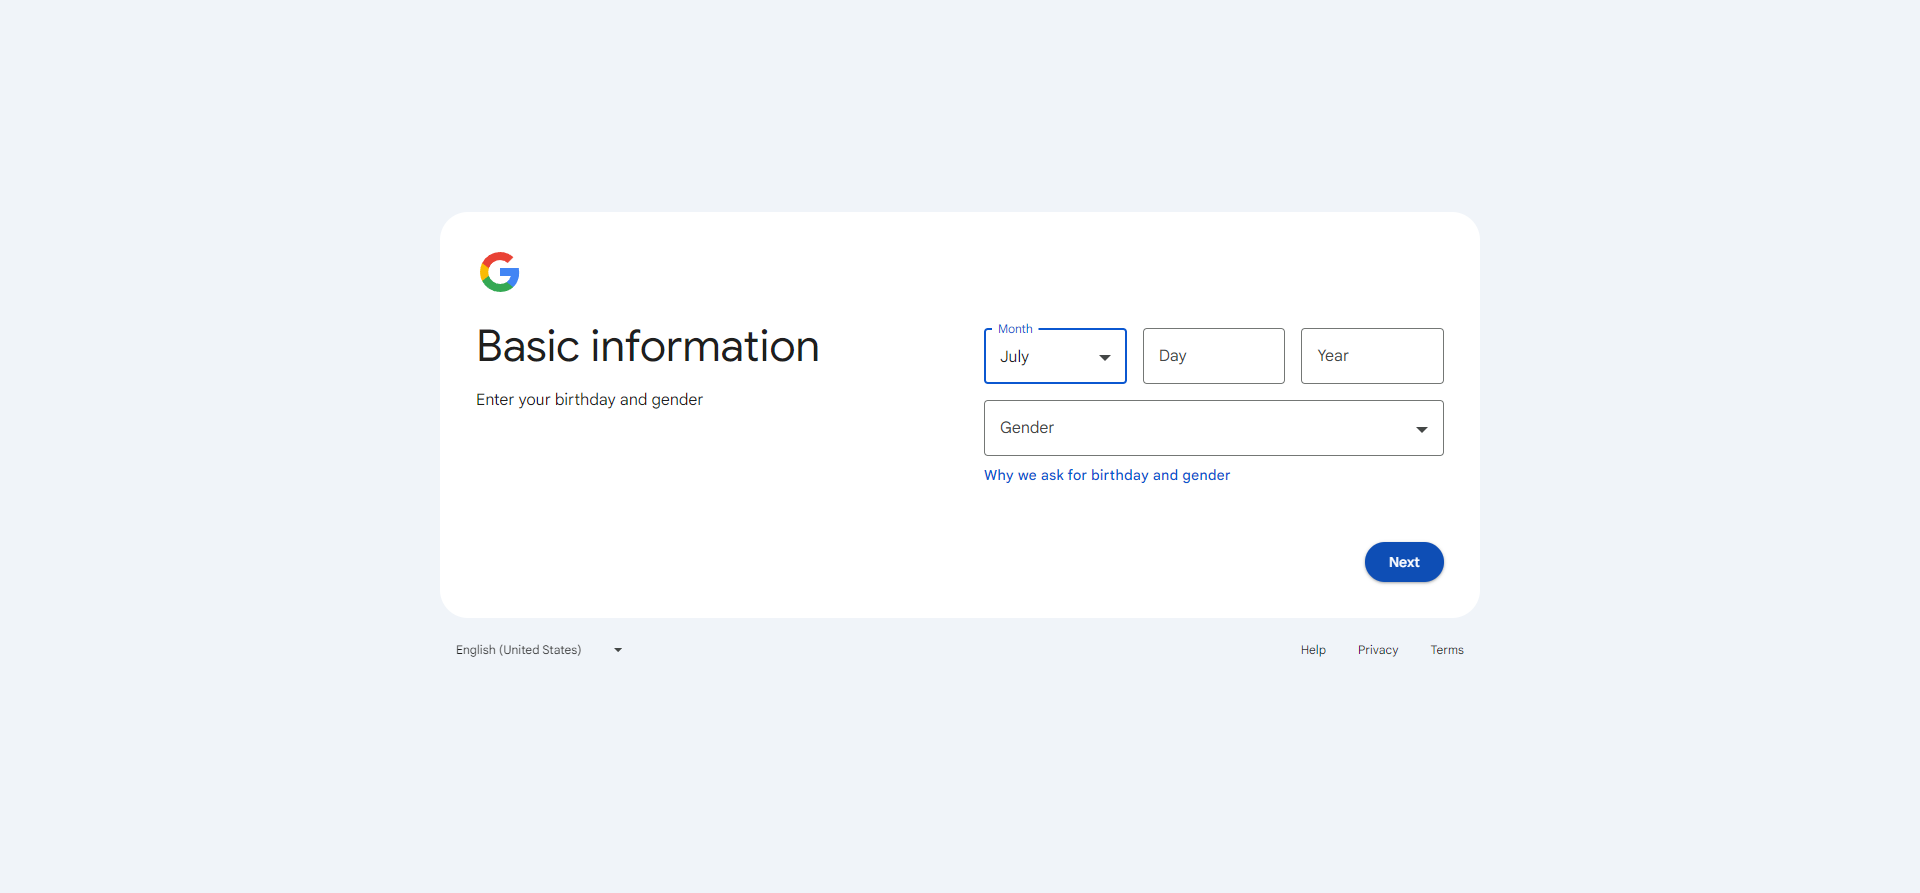 Basic information
Enter your birthday and gender
Month
July
Day
Year
Gender
Why we ask for birthday and gender
Next
English (United States)
Help
Privacy
Terms